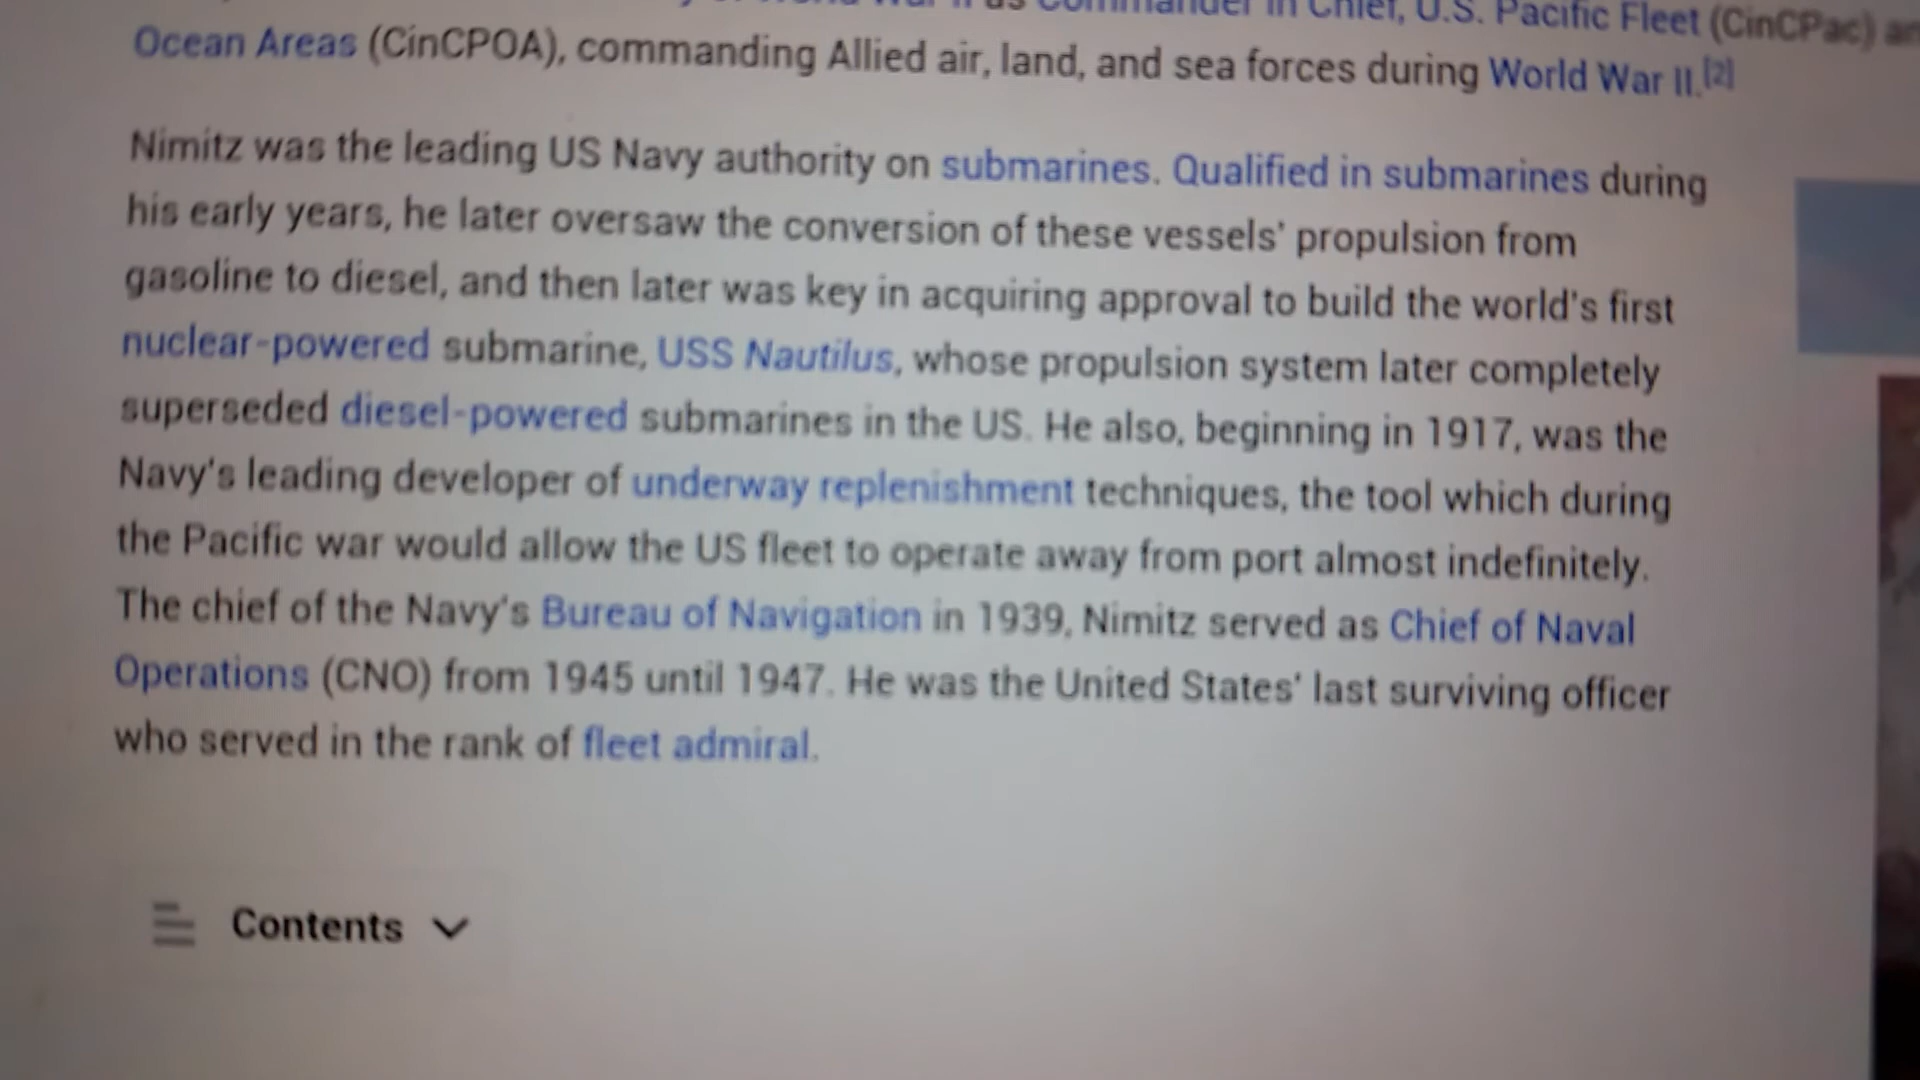 Commander in Chief, U.S. Pacific Fleet (CinCPac)
Ocean Areas (CinCPOA), commanding Allied air, land, and sea forces during World War II.[2]
Nimitz was the leading US Navy authority on submarines. Qualified in submarines during
his early years, he later oversaw the conversion of these vessels' propulsion from
gasoline to diesel, and then later was key in acquiring approval to build the world's first
nuclear-powered submarine, USS Nautilus, whose propulsion system later completely
superseded diesel-powered submarines in the US. He also, beginning in 1917, was the
Navy's leading developer of underway replenishment techniques, the tool which during
the Pacific war would allow the US fleet to operate away from port almost indefinitely.
The chief of the Navy's Bureau of Navigation in 1939, Nimitz served as Chief of Naval
Operations (CNO) from 1945 until 1947. He was the United States' last surviving officer
who served in the rank of fleet admiral.
Contents